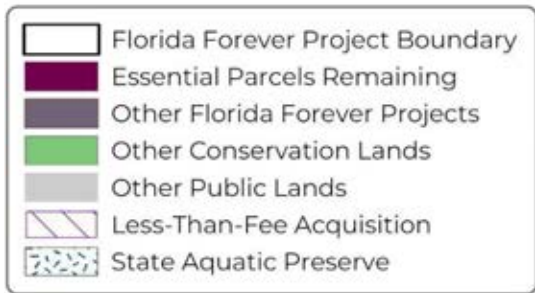 Florida Forever Project Boundary
Essential Parcels Remaining
Other Florida Forever Projects
Other Conservation Lands
Other Public Lands
Less-Than-Fee Acquisition
State Aquatic Preserve